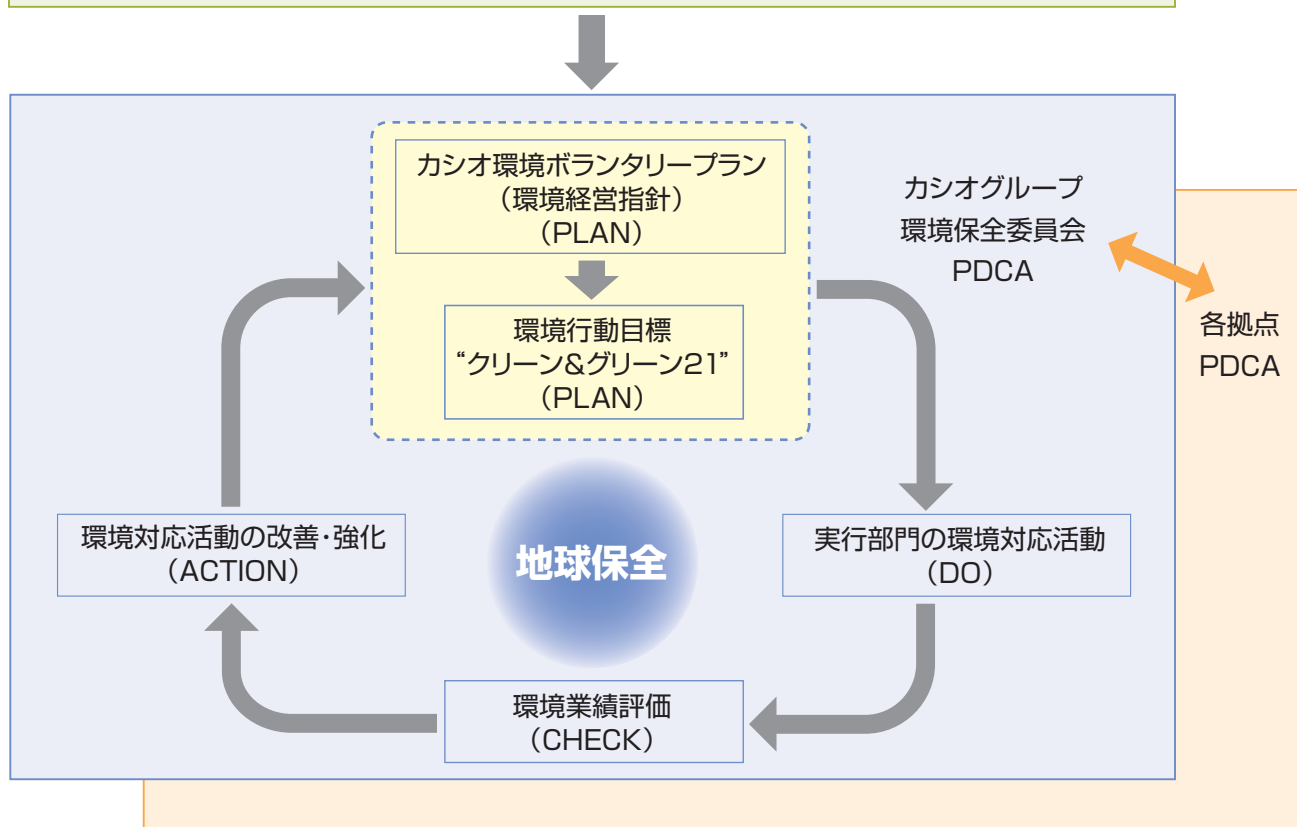 カシオ環境ボランタリープラン
（環境経営指針）
（PLAN）
環境行動目標
“クリーン&グリーン21”
（PLAN）
カシオグループ
環境保全委員会
PDCA
各拠点
PDCA
実行部門の環境対応活動
（DO）
環境業績評価
（CHECK）
環境対応活動の改善・強化
（ACTION）
地球保全